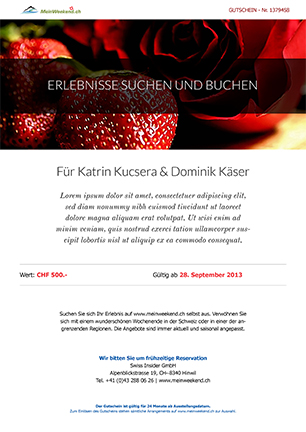 MeinWeekend.ch
GUTSCHEIN - Nr. 1379458
ERLEBNISSE SUCHEN UND BUCHEN
Für Katrin Kucsera & Dominik Käser
Lorem ipsum dolor sit amet, consectetuer adipiscing elit,
sed diam nonummy nibh euismod tincidunt ut laoreet
dolore magna aliquam erat volutpat. Ut wisi enim ad
minim veniam, quis nostrud exerci tation ullamcorper sus-
cipit lobortis nisl ut aliquip ex ea commodo consequat.
Wert: CHF 500.- Gültig ab 28. September 2013
Suchen Sie sich Ihr Erlebnis auf www.meinweekend.ch selbst aus. Verwöhnen Sie
sich mit einem wunderschönen Wochenende in der Schweiz oder in einer der an-
grenzenden Regionen. Die Angebote sind immer aktuell und saisonal angepasst.
Wir bitten Sie um frühzeitige Reservation
Swiss Insider GmbH
Alpenblickstrasse 19, CH- 8340 Hinwil
Tel. +41 (0)43 288 06 26 | www.meinweekend.ch
Der Gutschein ist gültig für 24 Monate ab Ausstellungsdatum.
Zum Einlösen des Gutscheins stehen sämtliche Arrangements auf www.meinweekend.ch zur Auswahl.